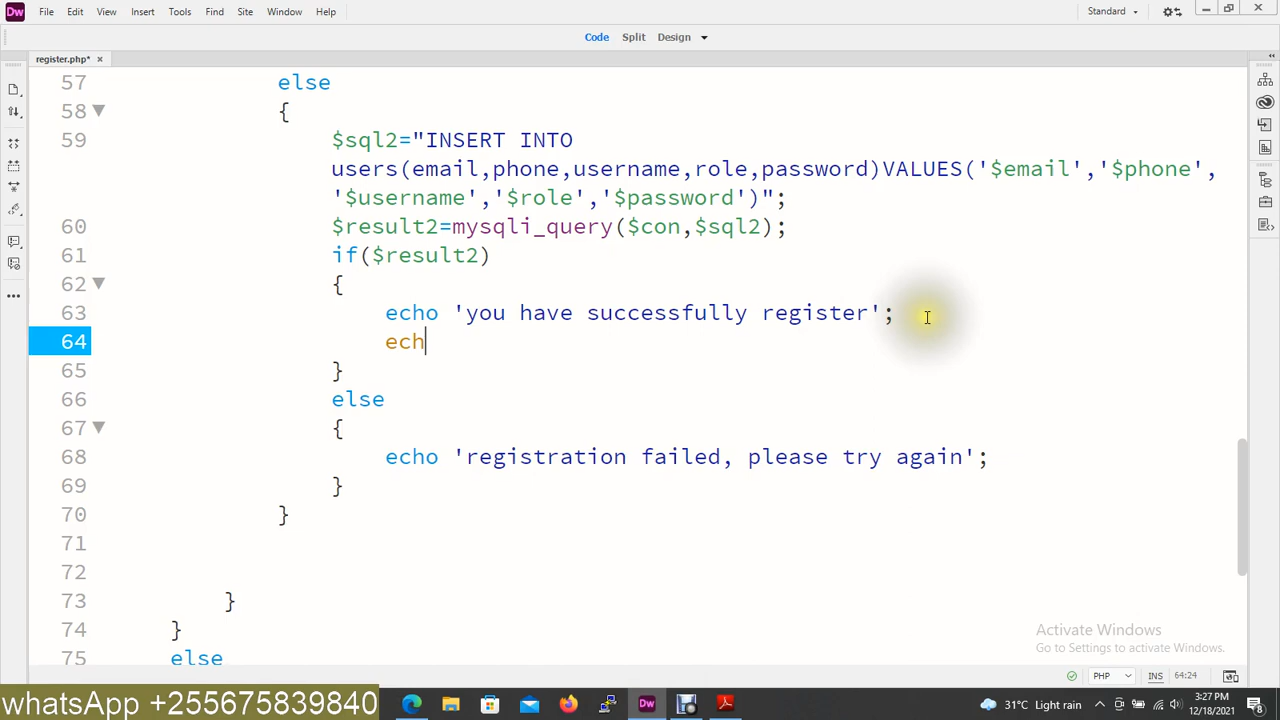 Dw File Edit View Insert Tools Find Site Window Help Standard
Code Split Design
register.php* ×
57 else
58 {
59 $sql2="INSERT INTO
users(email,phone,username,role,password)VALUES('$email','$phone',
'$username','$role','$password')";
60 $result2=mysqli_query($con,$sql2);
61 if($result2)
62 {
63 echo 'you have successfully register';
64 ech
65 }
66 else
67 {
68 echo 'registration failed, please try again';
69 }
70 }
71
72
73 }
74 }
75 else
Activate Windows
Go to Settings to activate Windows.
PHP INS 64:24
whatsApp +255675839840
Dw
31°C Light rain
3:27 PM
12/18/2021
8